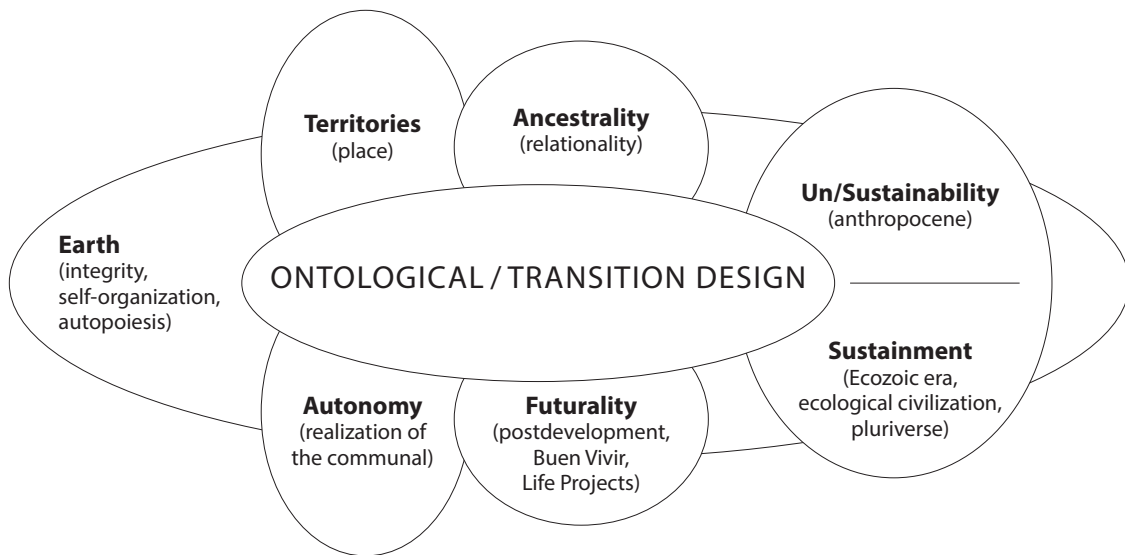 Territories
(place)
Ancestrality
(relationality)
Un/Sustainability
(anthropocene)
Earth
(integrity,
self-organization,
autopoiesis)
ONTOLOGICAL / TRANSITION DESIGN
Autonomy
(realization of
the communal)
Futurality
(postdevelopment,
Buen Vivir,
Life Projects)
Sustainment
(Ecozoic era,
ecological civilization,
pluriverse)